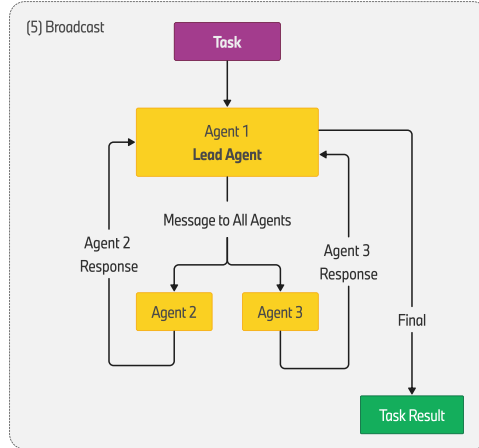 (5) Broadcast
Task
Agent 1
Lead Agent
Message to All Agents
Agent 2
Response
Agent 3
Response
Agent 2
Agent 3
Final
Task Result